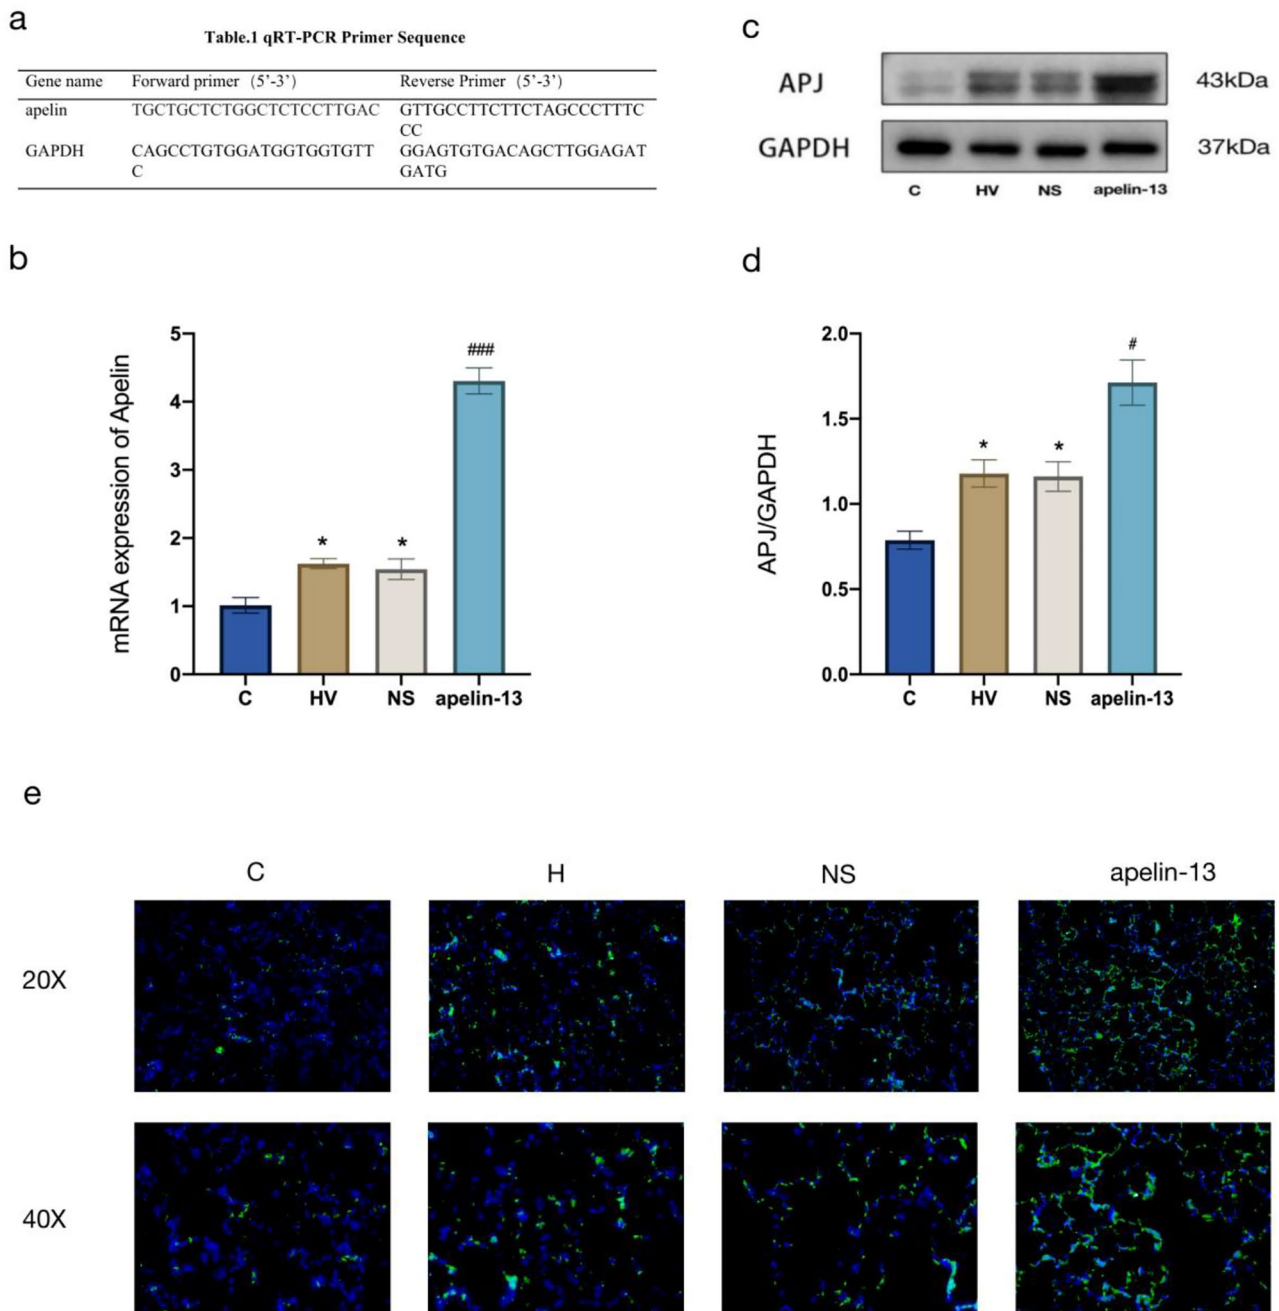 a
Table.1 qRT-PCR Primer Sequence
Gene name Forward primer （5’-3’） Reverse Primer （5’-3’）
apelin TGCTGCTCTGGCTCTCCTTGAC GTTGCCTTCTTCTAGCCCTTTC
CC
GAPDH CAGCCTGTGGATGGTGGTGTT GGAGTGTGACAGCTTGGAGAT
C GATG
c
APJ 43kDa
GAPDH 37kDa
C HV NS apelin-13
b
mRNA expression of Apelin
5
4
3
2
1
0
* * ###
C HV NS apelin-13
d
APJ/GAPDH
2.0
1.5
1.0
0.5
0.0
* * #
C HV NS apelin-13
e
C H NS apelin-13
20X
40X